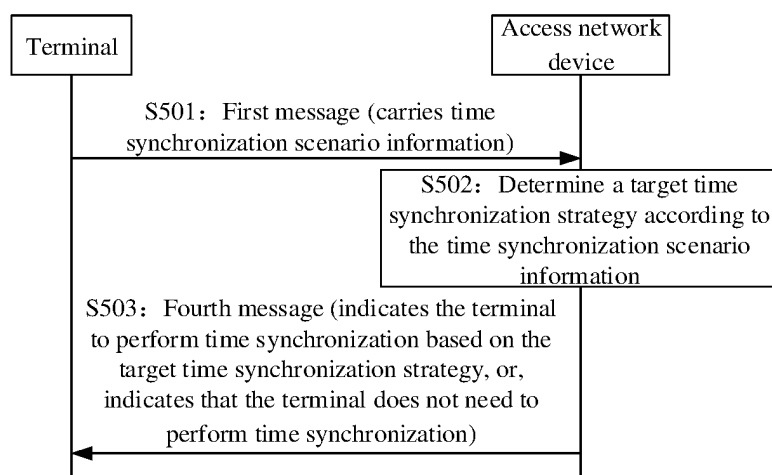 Terminal
Access network
device
S501：First message (carries time
synchronization scenario information)
S502：Determine a target time
synchronization strategy according to
the time synchronization scenario
information
S503：Fourth message (indicates the terminal
to perform time synchronization based on the
target time synchronization strategy, or,
indicates that the terminal does not need to
perform time synchronization)